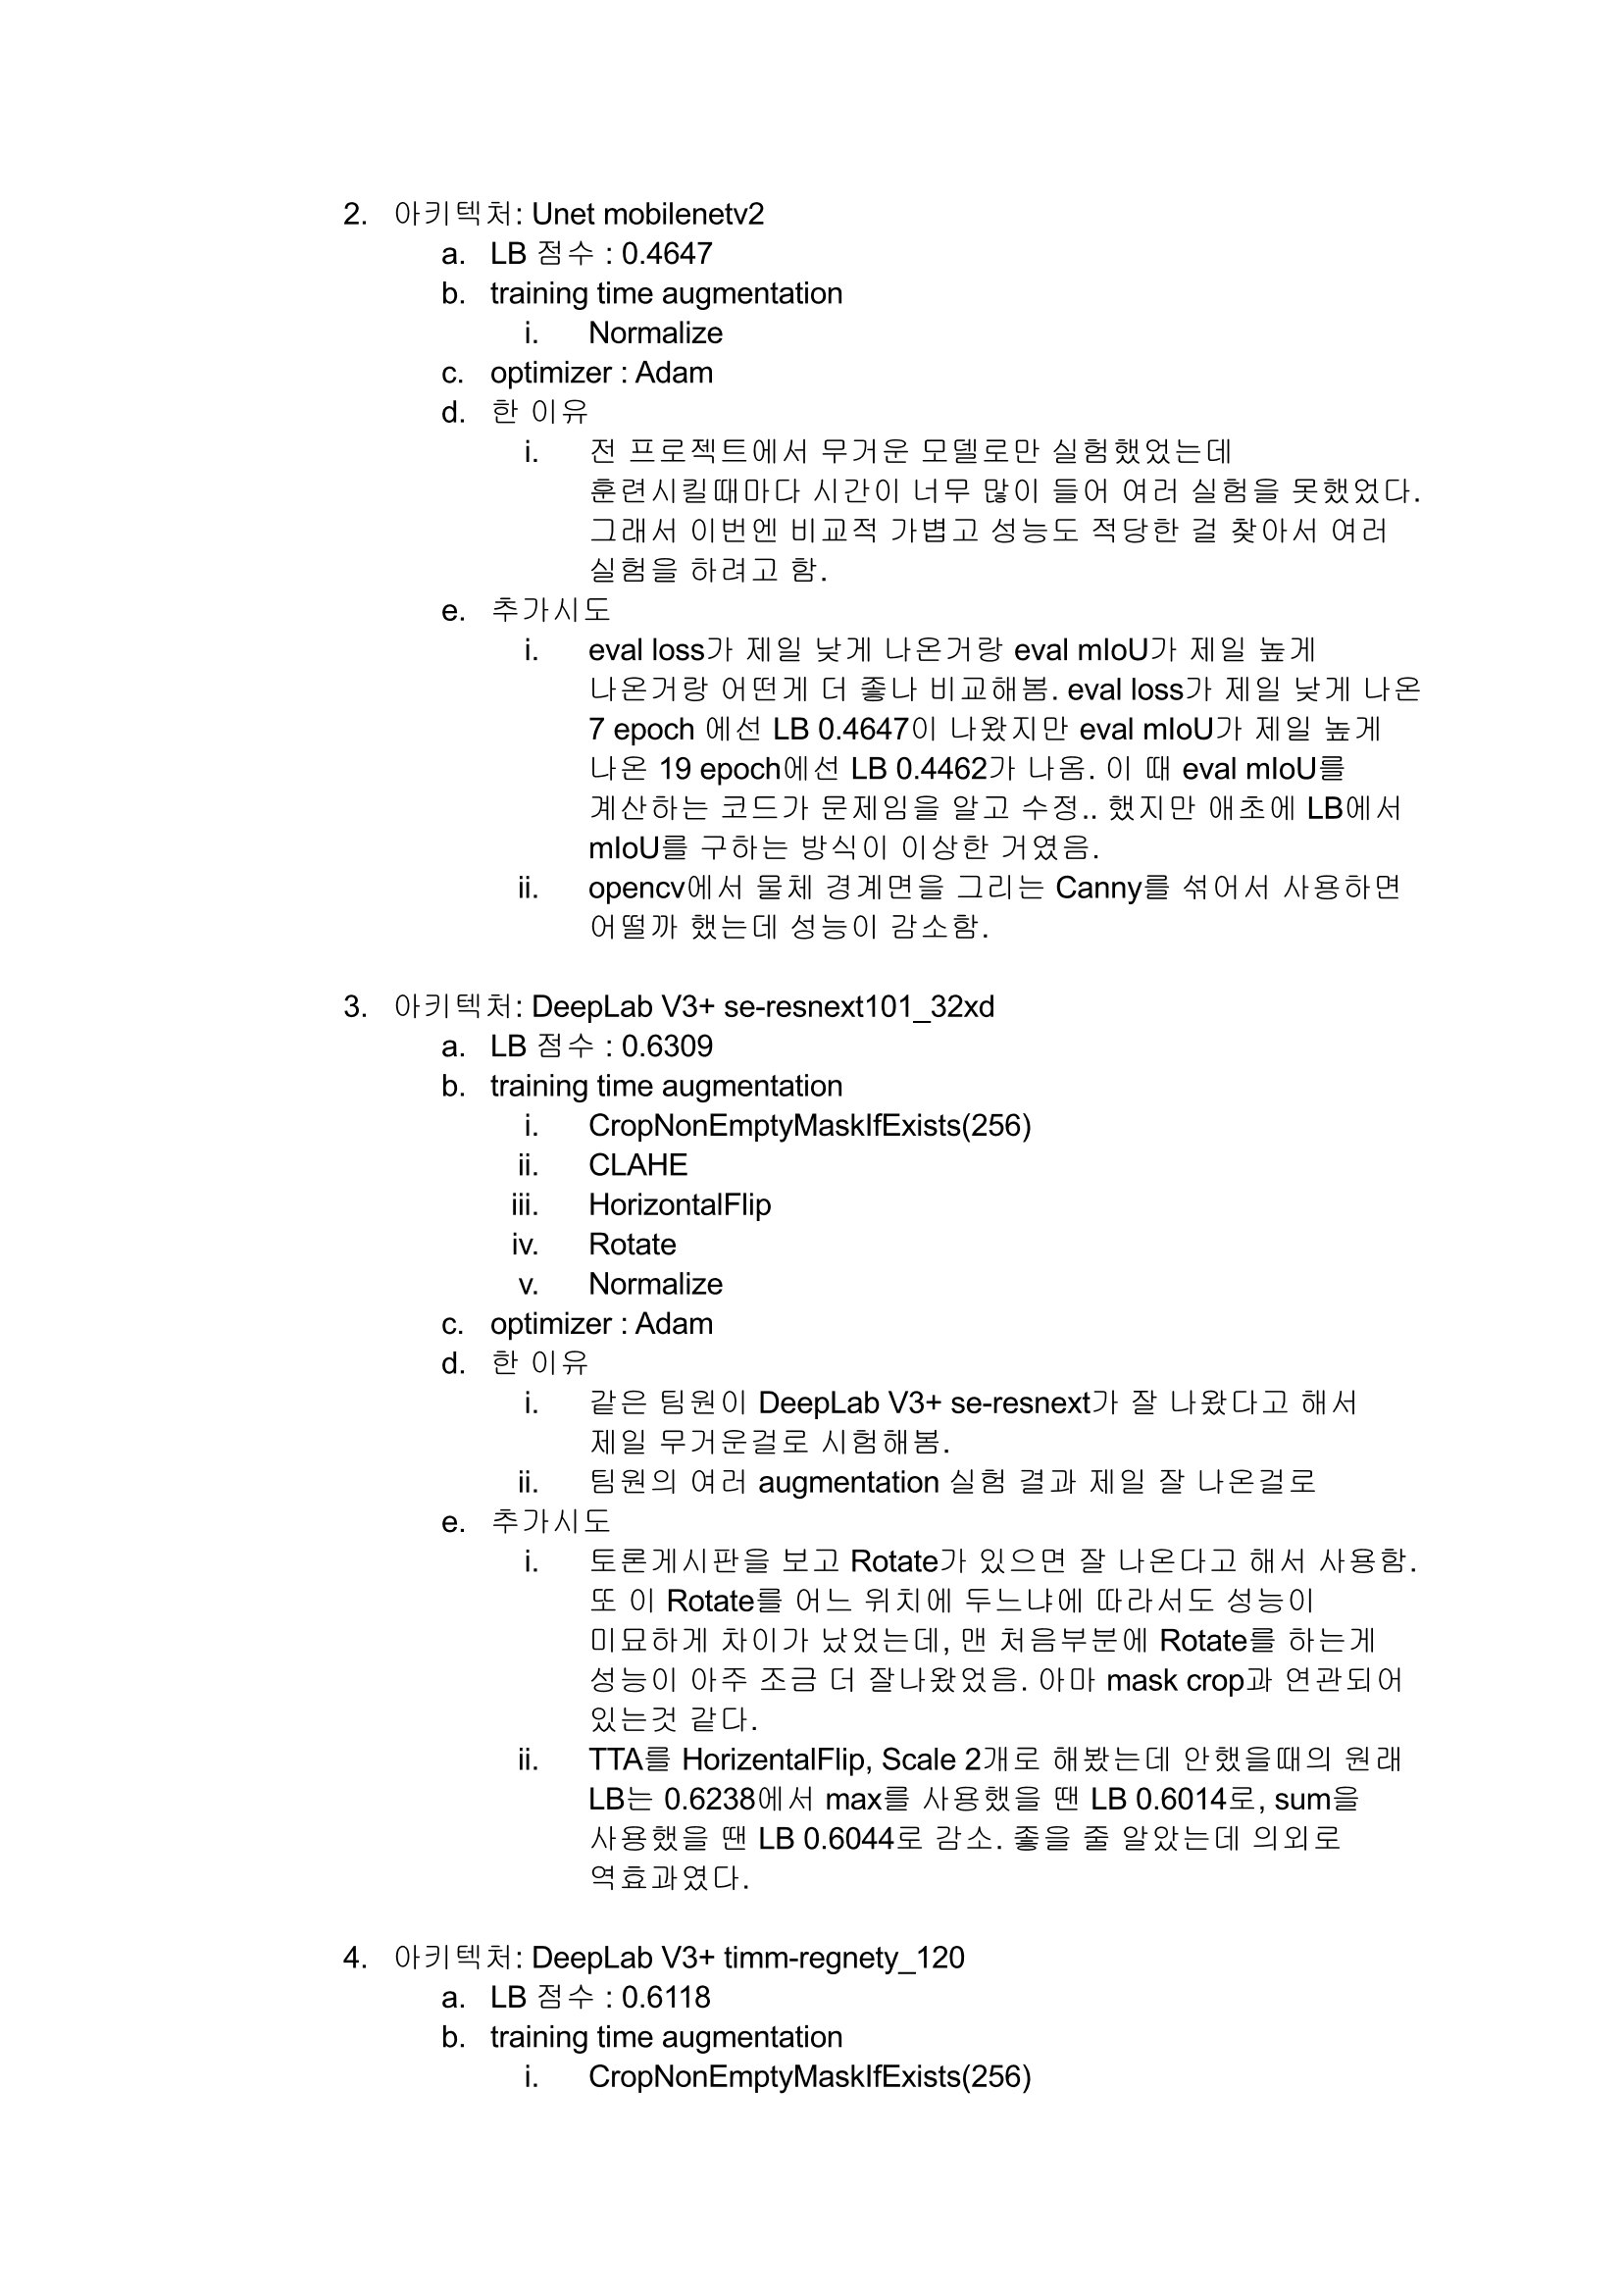 2. 아키텍처: Unet mobilenetv2
a. LB 점수 : 0.4647
b. training time augmentation
i. Normalize
c. optimizer : Adam
d. 한 이유
i. 전 프로젝트에서 무거운 모델로만 실험했었는데
훈련시킬때마다 시간이 너무 많이 들어 여러 실험을 못했었다.
그래서 이번엔 비교적 가볍고 성능도 적당한 걸 찾아서 여러
실험을 하려고 함.
e. 추가시도
i. eval loss가 제일 낮게 나온거랑 eval mIoU가 제일 높게
나온거랑 어떤게 더 좋나 비교해봄. eval loss가 제일 낮게 나온
7 epoch 에선 LB 0.4647이 나왔지만 eval mIoU가 제일 높게
나온 19 epoch에선 LB 0.4462가 나옴. 이 때 eval mIoU를
계산하는 코드가 문제임을 알고 수정.. 했지만 애초에 LB에서
mIoU를 구하는 방식이 이상한 거였음.
ii. opencv에서 물체 경계면을 그리는 Canny를 섞어서 사용하면
어떨까 했는데 성능이 감소함.
3. 아키텍처: DeepLab V3+ se-resnext101_32xd
a. LB 점수 : 0.6309
b. training time augmentation
i. CropNonEmptyMaskIfExists(256)
ii. CLAHE
iii. HorizontalFlip
iv. Rotate
v. Normalize
c. optimizer : Adam
d. 한 이유
i. 같은 팀원이 DeepLab V3+ se-resnext가 잘 나왔다고 해서
제일 무거운걸로 시험해봄.
ii. 팀원의 여러 augmentation 실험 결과 제일 잘 나온걸로
e. 추가시도
i. 토론게시판을 보고 Rotate가 있으면 잘 나온다고 해서 사용함.
또 이 Rotate를 어느 위치에 두느냐에 따라서도 성능이
미묘하게 차이가 났었는데, 맨 처음부분에 Rotate를 하는게
성능이 아주 조금 더 잘나왔었음. 아마 mask crop과 연관되어
있는것 같다.
ii. TTA를 HorizentalFlip, Scale 2개로 해봤는데 안했을때의 원래
LB는 0.6238에서 max를 사용했을 땐 LB 0.6014로, sum을
사용했을 땐 LB 0.6044로 감소. 좋을 줄 알았는데 의외로
역효과였다.
4. 아키텍처: DeepLab V3+ timm-regnety_120
a. LB 점수 : 0.6118
b. training time augmentation
i. CropNonEmptyMaskIfExists(256)